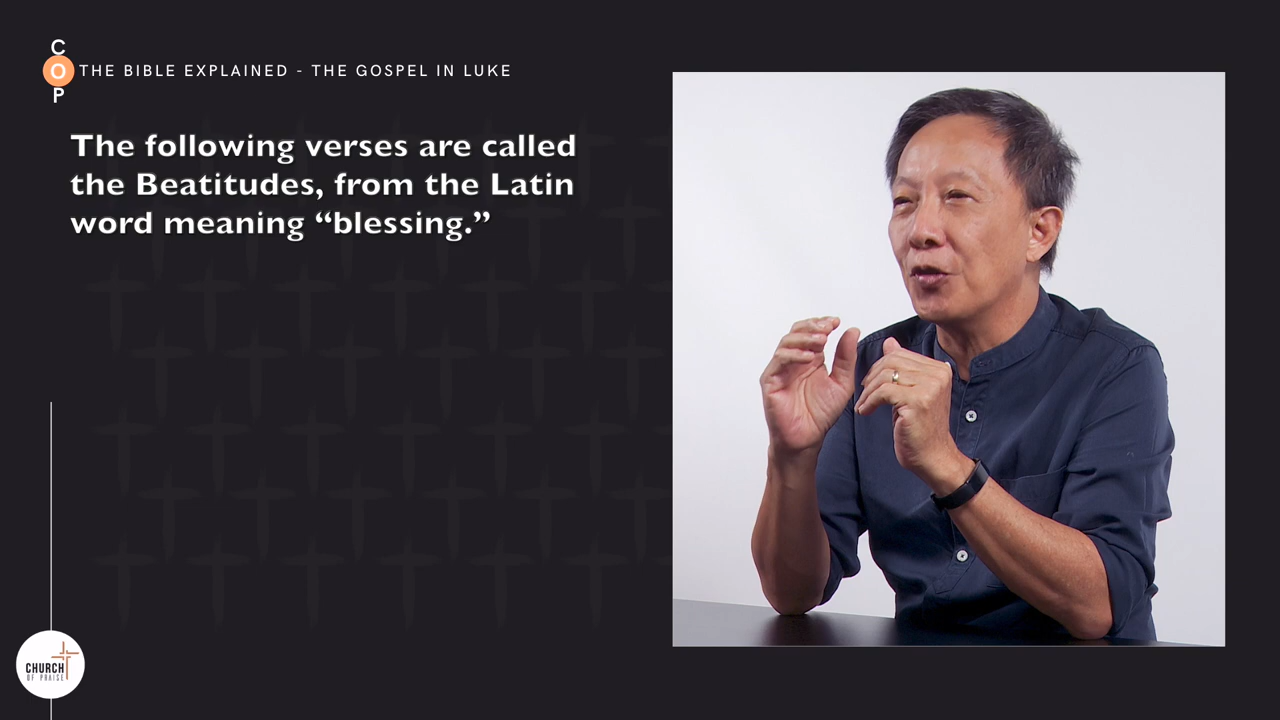 C
O
P
THE BIBLE EXPLAINED - THE GOSPEL IN LUKE
The following verses are called
the Beatitudes, from the Latin
word meaning “blessing.”
CHURCH
OF PRAISE